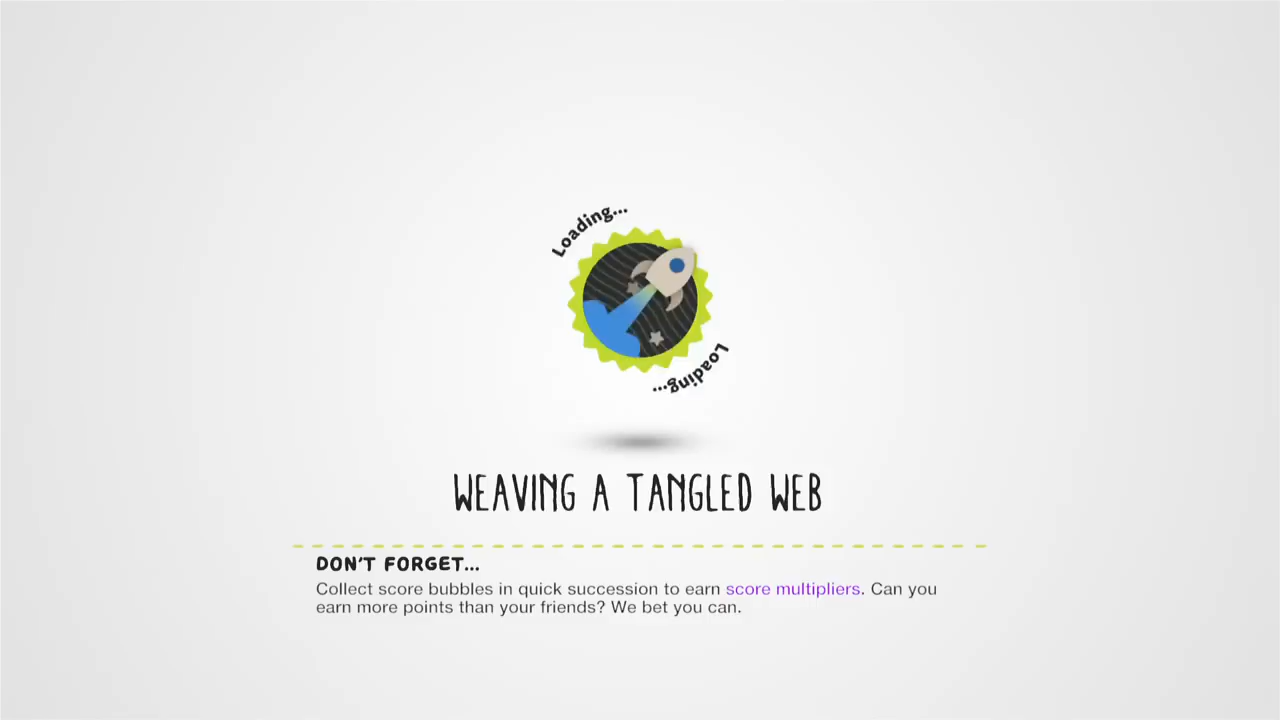 Loading...
Loading...
WEAVING A TANGLED WEB
DON'T FORGET...
Collect score bubbles in quick succession to earn score multipliers. Can you
earn more points than your friends? We bet you can.